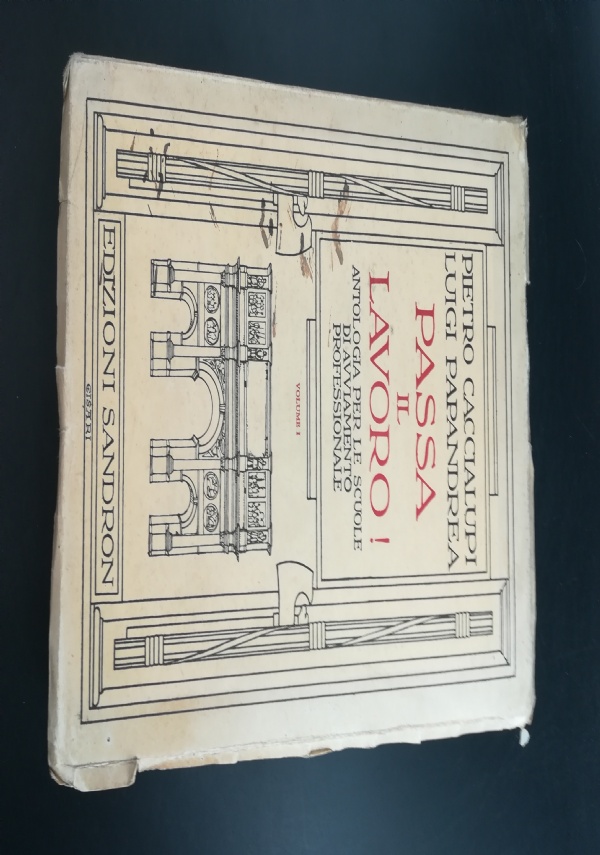 PIETRO CACCIALUPI
LUIGI PAPANDREA
PASSA
IL
LAVORO!
ANTOLOGIA PER LE SCUOLE
DI AVVIAMENTO
PROFESSIONALE
VOLUME I
EDIZIONI SANDRON